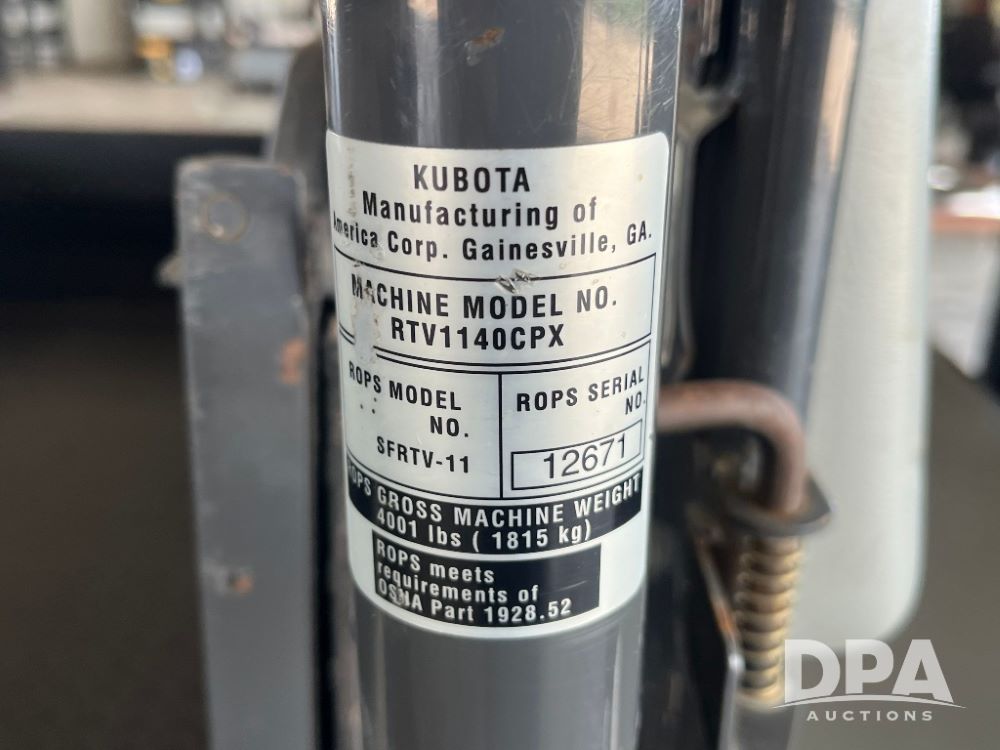 KUBOTA
Manufacturing of
America Corp. Gainesville, GA.
MACHINE MODEL NO.
RTV1140CPX
ROPS MODEL
NO.
SFRTV-11
ROPS SERIAL
NO.
12671
ROPS GROSS MACHINE WEIGHT
4001 lbs ( 1815 kg)
ROPS meets
requirements of
OSHA Part 1928.52
DPA
AUCTIONS